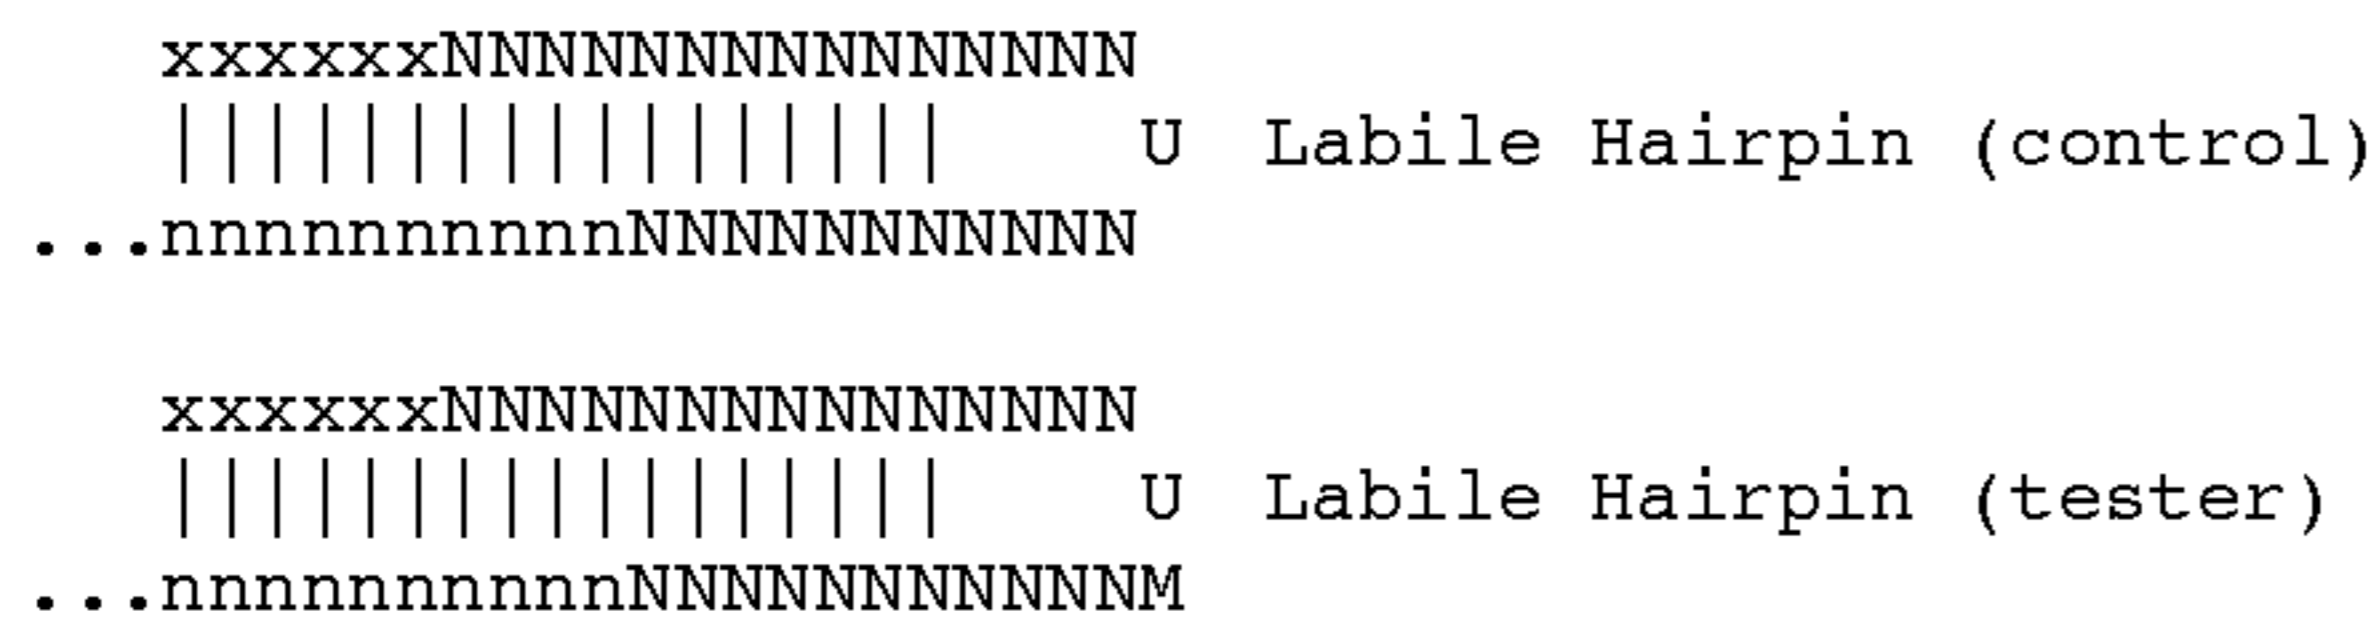 xxxxxxNNNNNNNNNNNNNNN
||||||||||||||||| U Labile Hairpin (control)
...nnnnnnnnnnNNNNNNNNNNN
xxxxxxNNNNNNNNNNNNNNN
||||||||||||||||| U Labile Hairpin (tester)
...nnnnnnnnnnNNNNNNNNNNNM